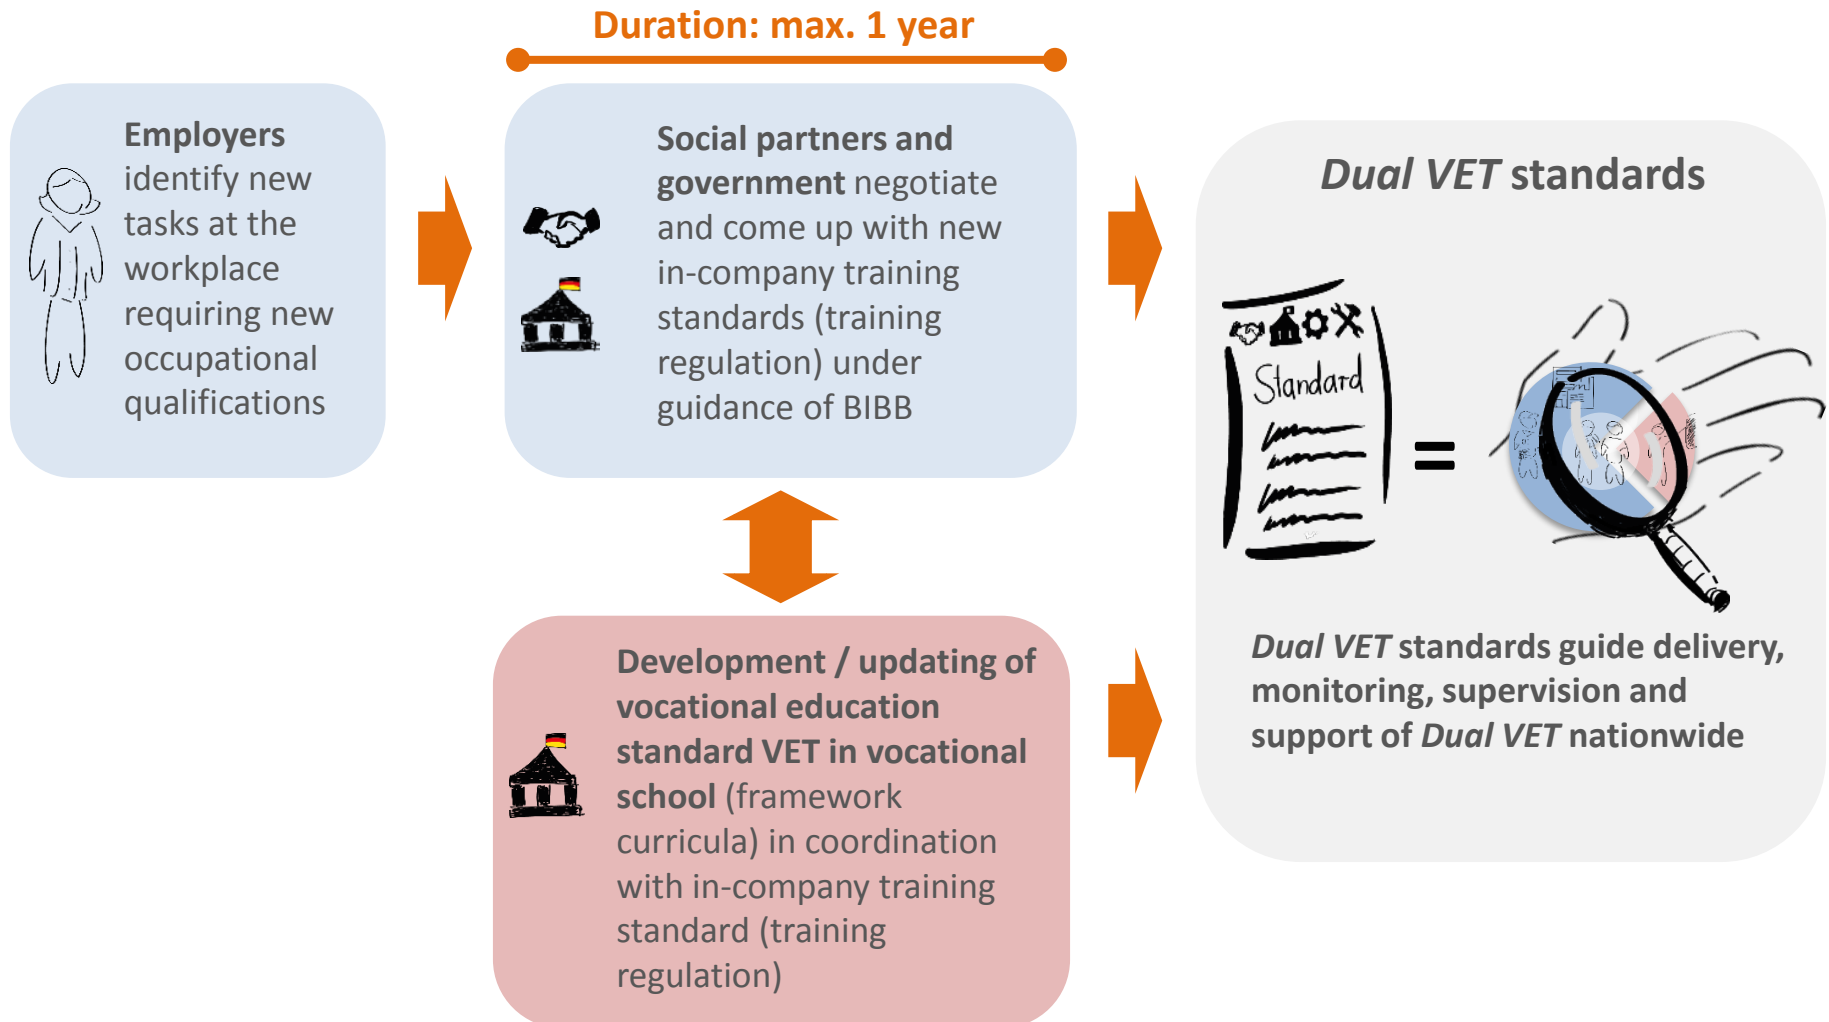 Duration: max. 1 year
Employers
identify new
tasks at the
workplace
requiring new
occupational
qualifications
Social partners and
government negotiate
and come up with new
in-company training
standards (training
regulation) under
guidance of BIBB
Development / updating of
vocational education
standard VET in vocational
school (framework
curricula) in coordination
with in-company training
standard (training
regulation)
Dual VET standards
Standard
=
Dual VET standards guide delivery,
monitoring, supervision and
support of Dual VET nationwide